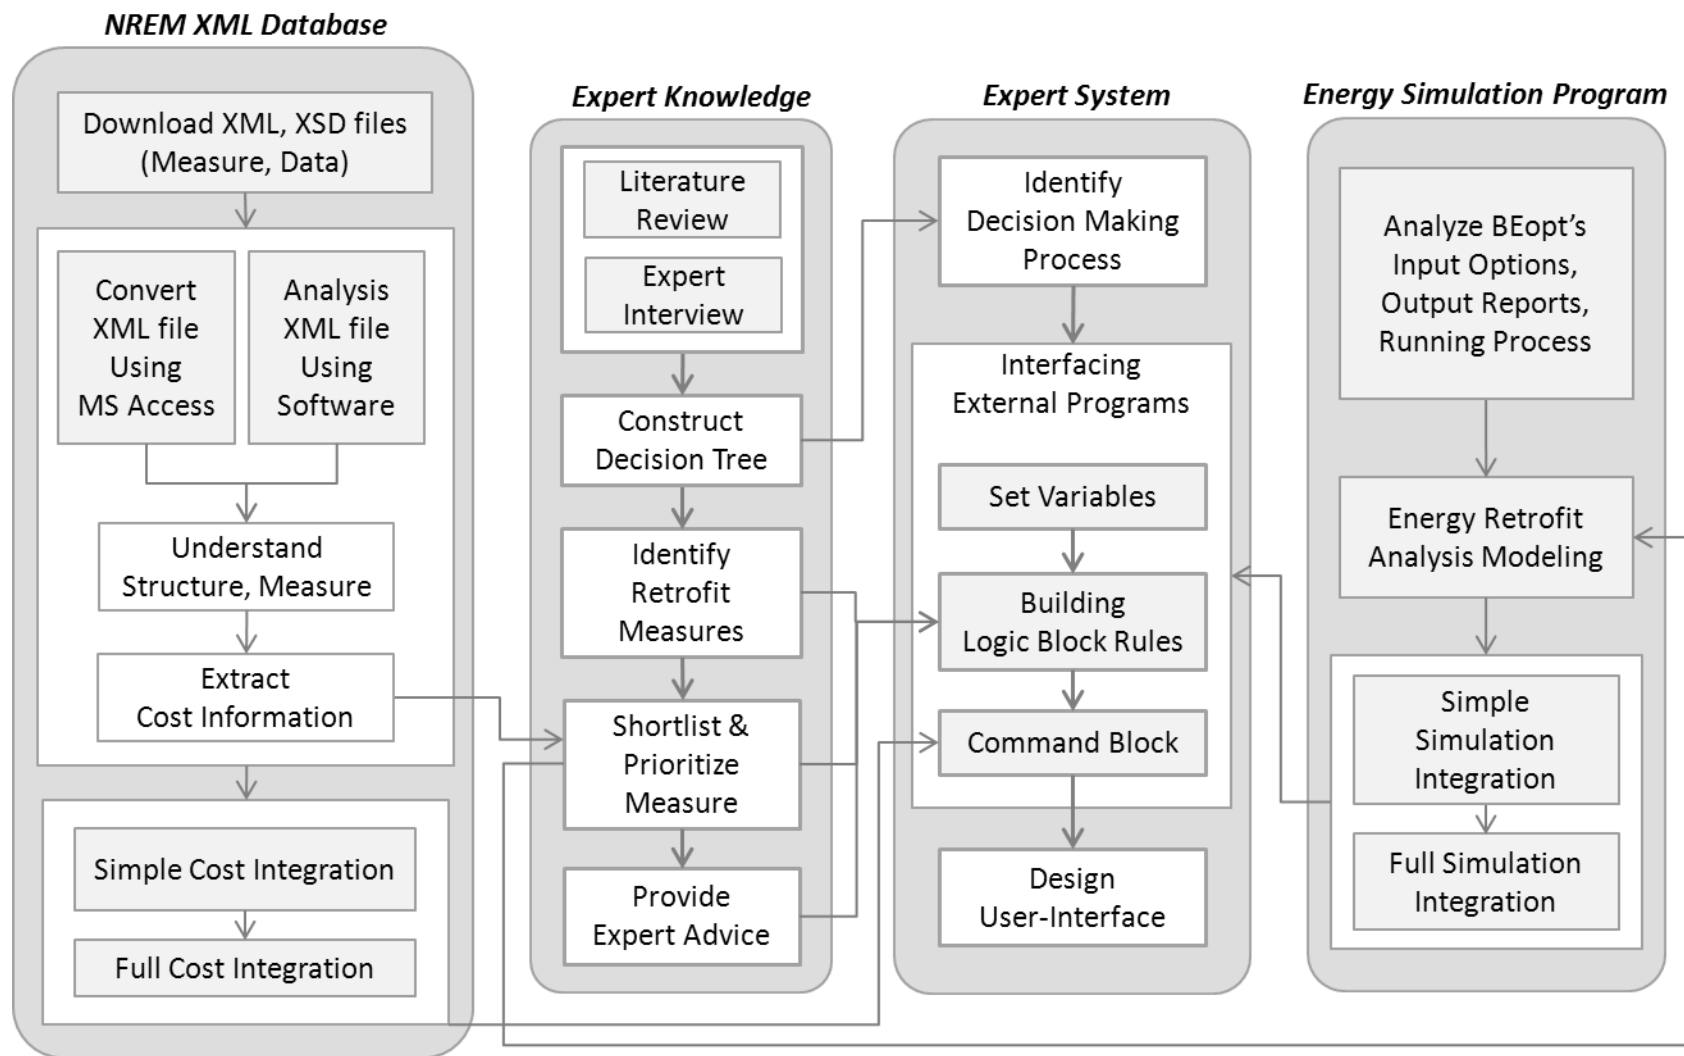 NREM XML Database
Download XML, XSD files
(Measure, Data)
Convert
XML file
Using
MS Access
Analysis
XML file
Using
Software
Understand
Structure, Measure
Extract
Cost Information
Simple Cost Integration
Full Cost Integration
Expert Knowledge
Literature
Review
Expert
Interview
Construct
Decision Tree
Identify
Retrofit
Measures
Shortlist &
Prioritize
Measure
Provide
Expert Advice
Expert System
Identify
Decision Making
Process
Interfacing
External Programs
Set Variables
Building
Logic Block Rules
Command Block
Design
User-Interface
Energy Simulation Program
Analyze BEopt's
Input Options,
Output Reports,
Running Process
Energy Retrofit
Analysis Modeling
Simple
Simulation
Integration
Full Simulation
Integration